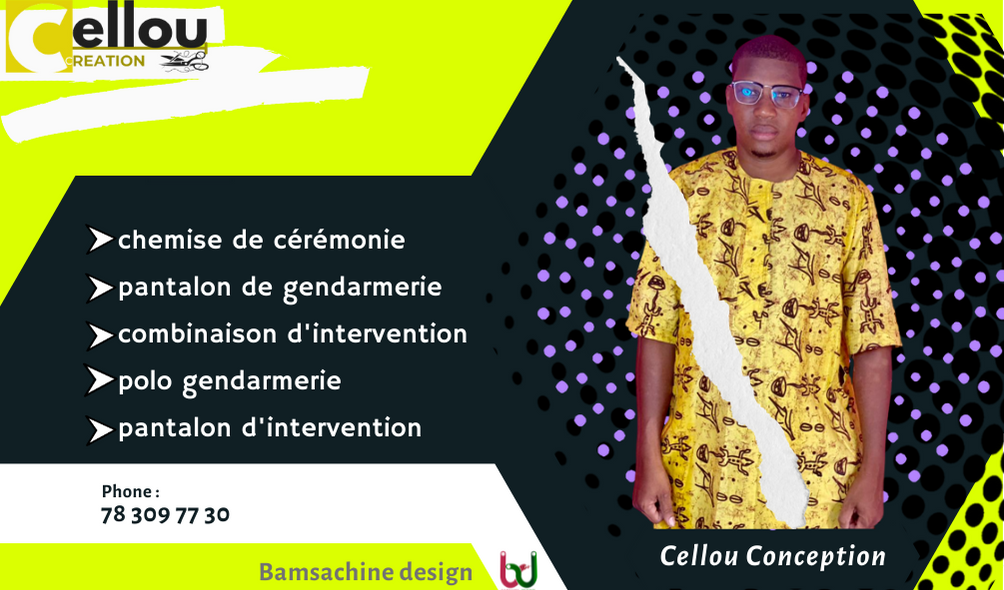 Cellou
CREATION
chemise de cérémonie
pantalon de gendarmerie
combinaison d'intervention
polo gendarmerie
pantalon d'intervention
Phone :
78 309 77 30
Cellou Conception
Bamsachine design
bd